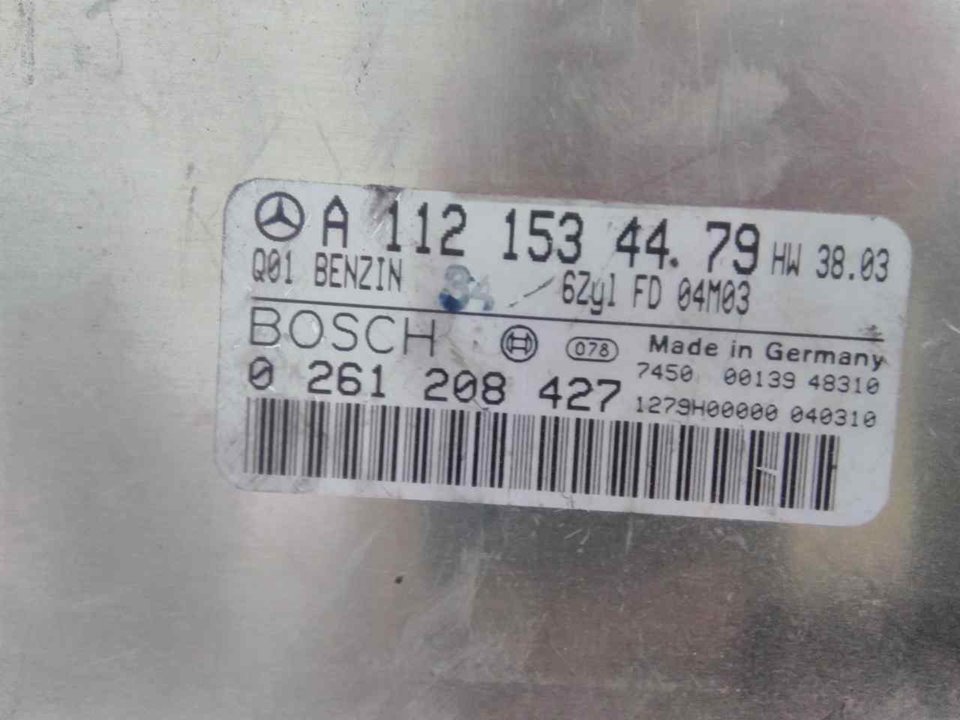 A 112 153 44.79 HW 38.03
Q01 BENZIN 84 6Zyl FD 04M03
BOSCH 078 Made in Germany
0 261 208 427 7450 00139 48310
1279H00000 040310